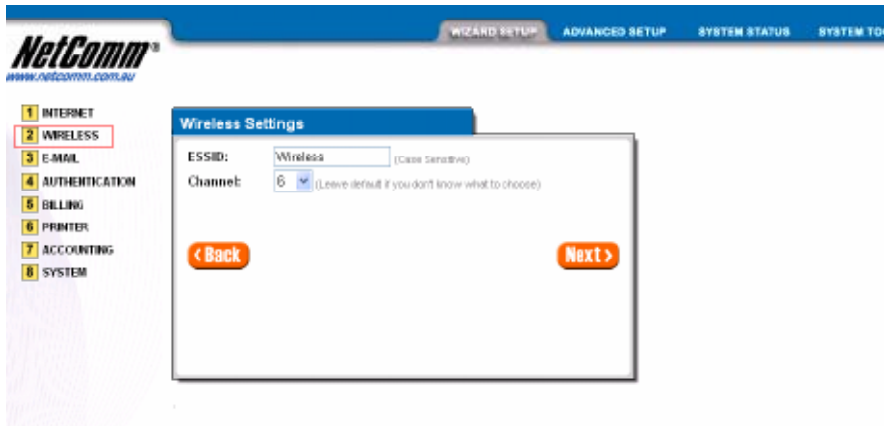 NetComm®
www.netcomm.com.au
WIZARD SETUP ADVANCED SETUP SYSTEM STATUS SYSTEM
1 INTERNET
2 WIRELESS
3 E-MAIL
4 AUTHENTICATION
5 BILLING
6 PRINTER
7 ACCOUNTING
8 SYSTEM
Wireless Settings
ESSID: Wireless (Case Sensitive)
Channel: 6 (Leave default if you don't know what to choose)
<Back Next>